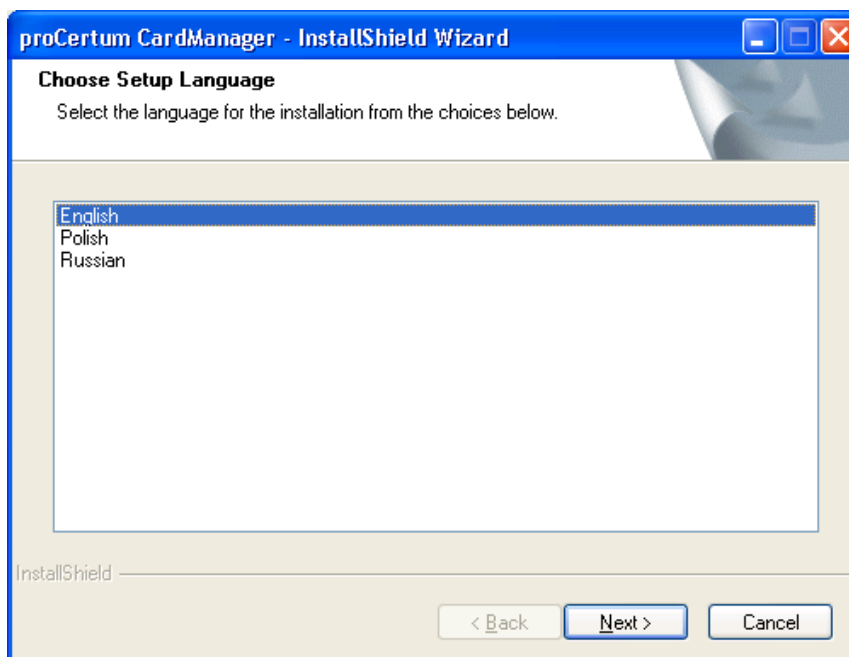 proCertum CardManager - InstallShield Wizard
Choose Setup Language
Select the language for the installation from the choices below.
English
Polish
Russian
InstallShield
< Back
Next >
Cancel